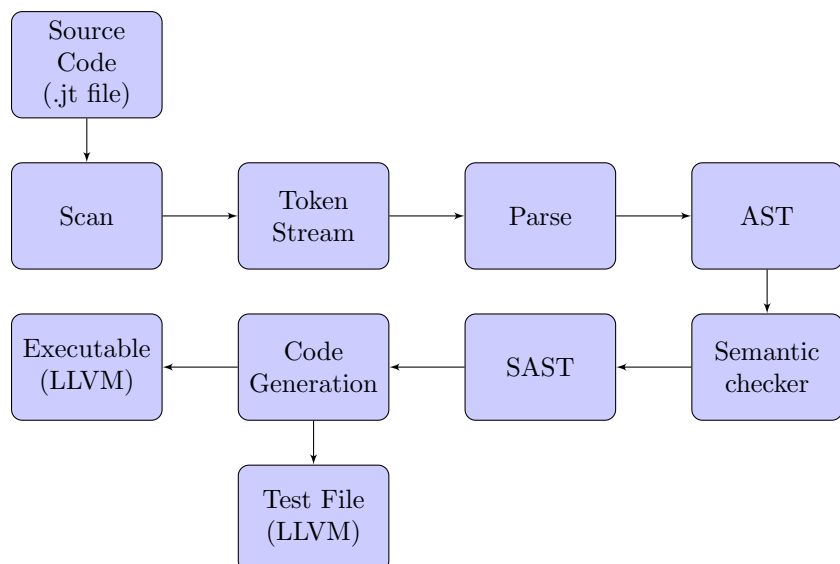 Source
Code
(.jt file)
Scan
Token
Stream
Parse
AST
Executable
(LLVM)
Code
Generation
SAST
Semantic
checker
Test File
(LLVM)